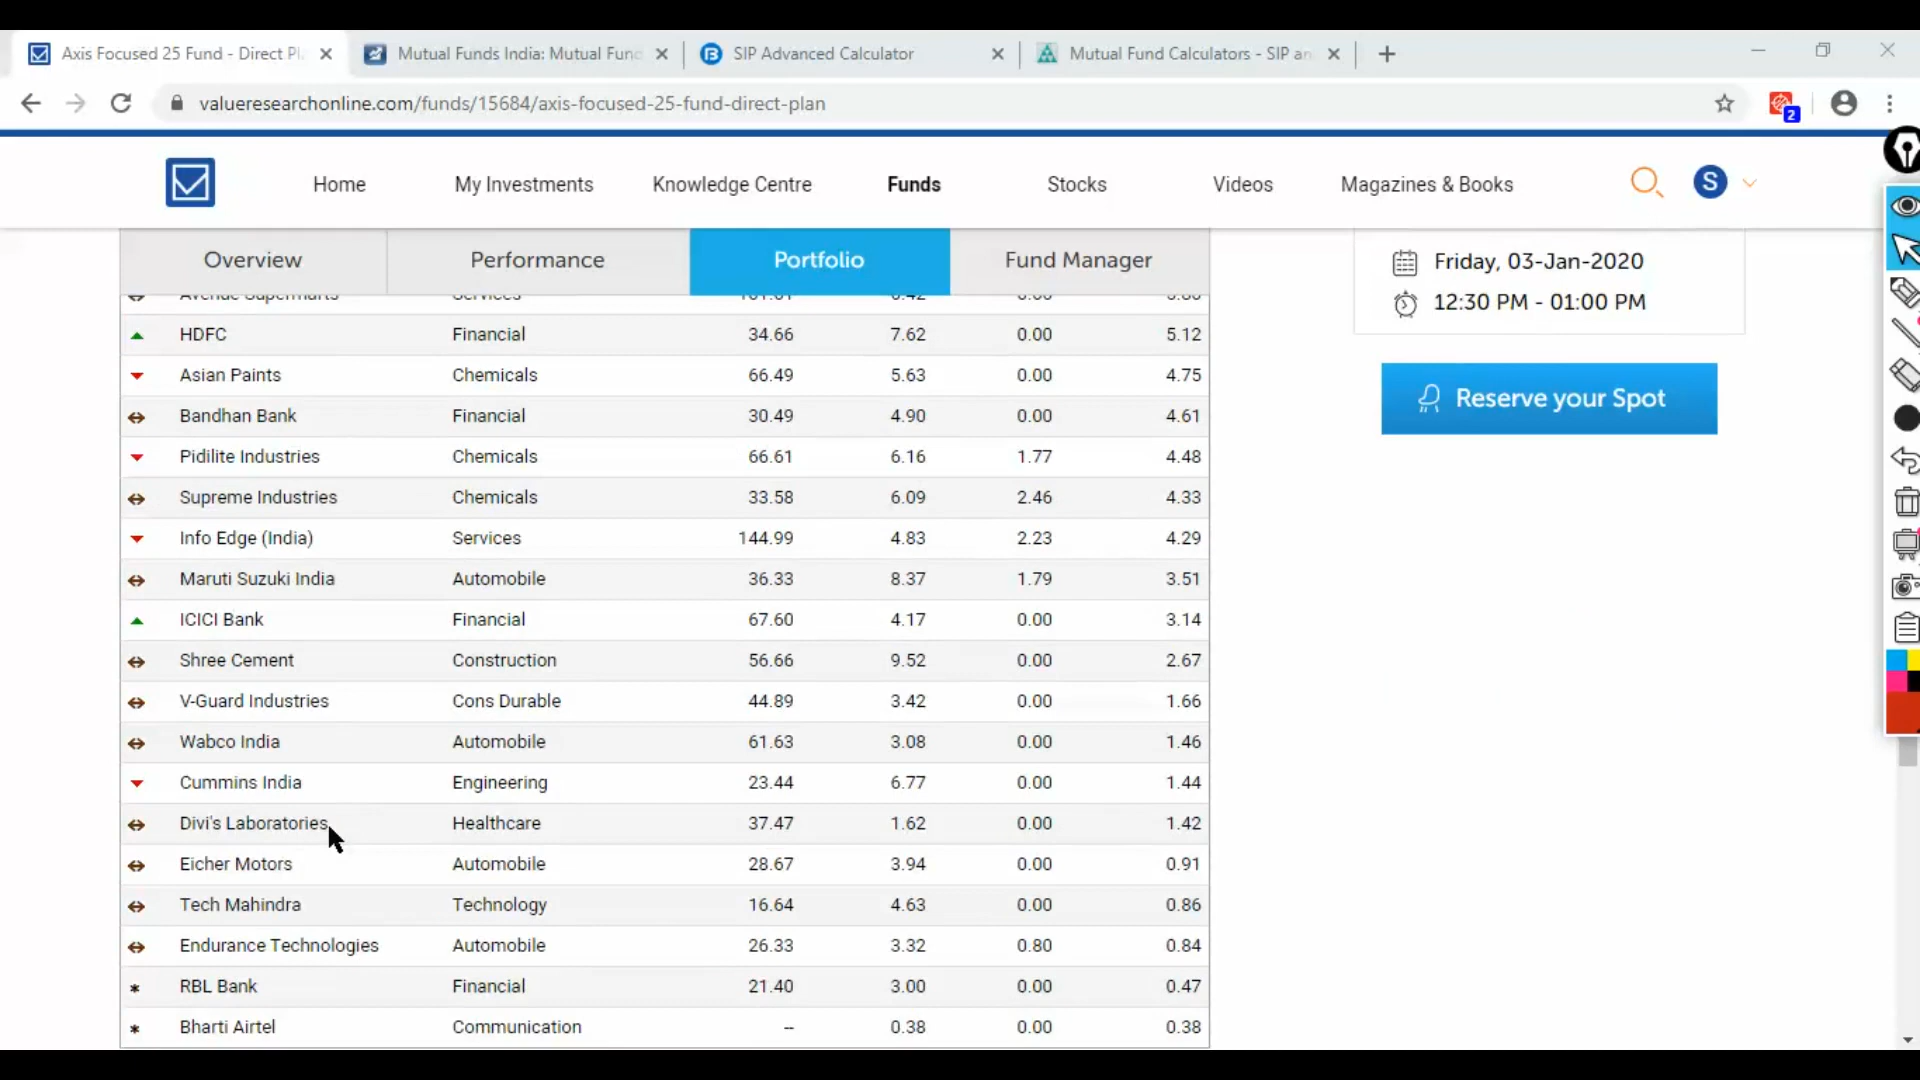 Axis Focused 25 Fund - Direct Pl
Mutual Funds India: Mutual Func
SIP Advanced Calculator
Mutual Fund Calculators - SIP an
valueresearchonline.com/funds/15684/axis-focused-25-fund-direct-plan
2
Home My Investments Knowledge Centre Funds Stocks Videos Magazines & Books S
Overview Performance Portfolio Fund Manager
Friday, 03-Jan-2020
12:30 PM - 01:00 PM
Reserve your Spot
Avenue Supermarts Services
HDFC Financial 34.66 7.62 0.00 5.12
Asian Paints Chemicals 66.49 5.63 0.00 4.75
Bandhan Bank Financial 30.49 4.90 0.00 4.61
Pidilite Industries Chemicals 66.61 6.16 1.77 4.48
Supreme Industries Chemicals 33.58 6.09 2.46 4.33
Info Edge (India) Services 144.99 4.83 2.23 4.29
Maruti Suzuki India Automobile 36.33 8.37 1.79 3.51
ICICI Bank Financial 67.60 4.17 0.00 3.14
Shree Cement Construction 56.66 9.52 0.00 2.67
V-Guard Industries Cons Durable 44.89 3.42 0.00 1.66
Wabco India Automobile 61.63 3.08 0.00 1.46
Cummins India Engineering 23.44 6.77 0.00 1.44
Divi's Laboratories Healthcare 37.47 1.62 0.00 1.42
Eicher Motors Automobile 28.67 3.94 0.00 0.91
Tech Mahindra Technology 16.64 4.63 0.00 0.86
Endurance Technologies Automobile 26.33 3.32 0.80 0.84
* RBL Bank Financial 21.40 3.00 0.00 0.47
* Bharti Airtel Communication -- 0.38 0.00 0.38